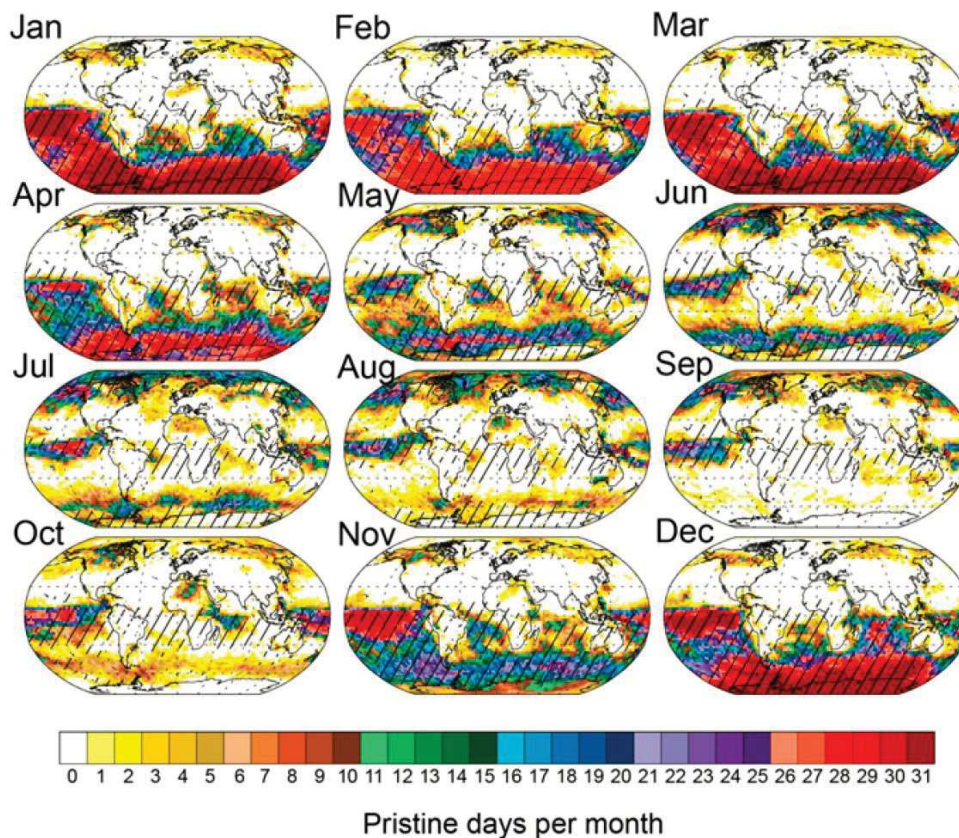 Jan Feb Mar
Apr May Jun
Jul Aug Sep
Oct Nov Dec
0 1 2 3 4 5 6 7 8 9 10 11 12 13 14 15 16 17 18 19 20 21 22 23 24 25 26 27 28 29 30 31
Pristine days per month